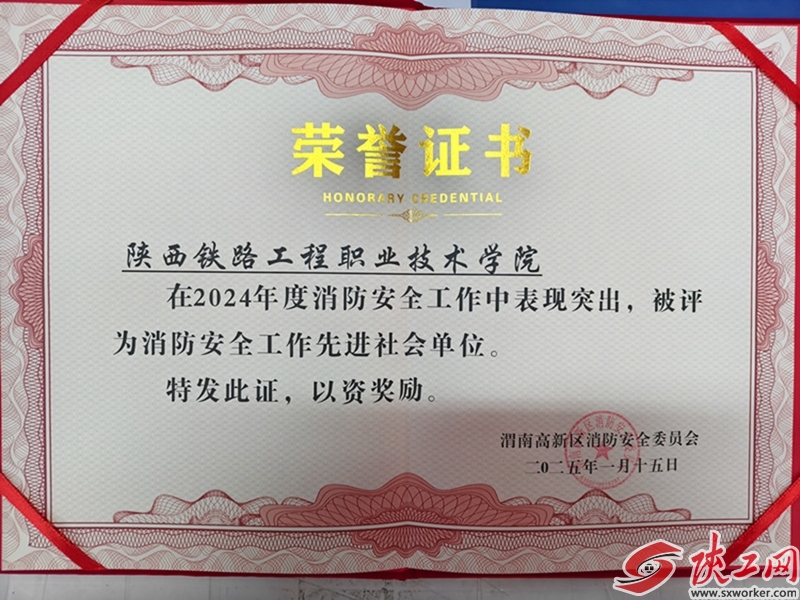 荣誉证书
HONORARY CREDENTIAL
陕西铁路工程职业技术学院
在2024年度消防安全工作中表现突出，被评
为消防安全工作先进社会单位。
特发此证，以资奖励。
渭南高新区消防安全委员会
二〇二五年一月十五日
陕工网
www.sxworker.com